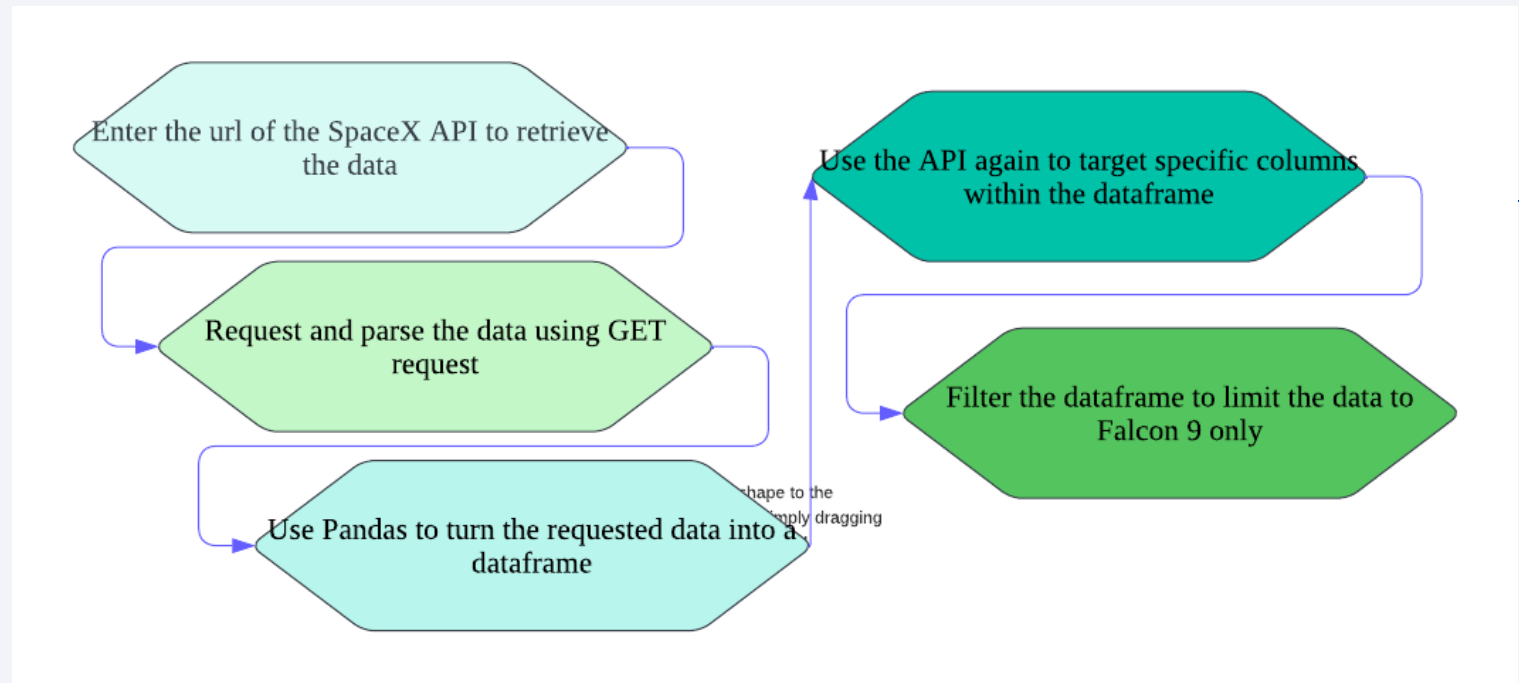 Enter the url of the SpaceX API to retrieve
the data
Request and parse the data using GET
request
Use Pandas to turn the requested data into a
dataframe
shape to the
dragging
Use the API again to target specific columns
within the dataframe
Filter the dataframe to limit the data to
Falcon 9 only